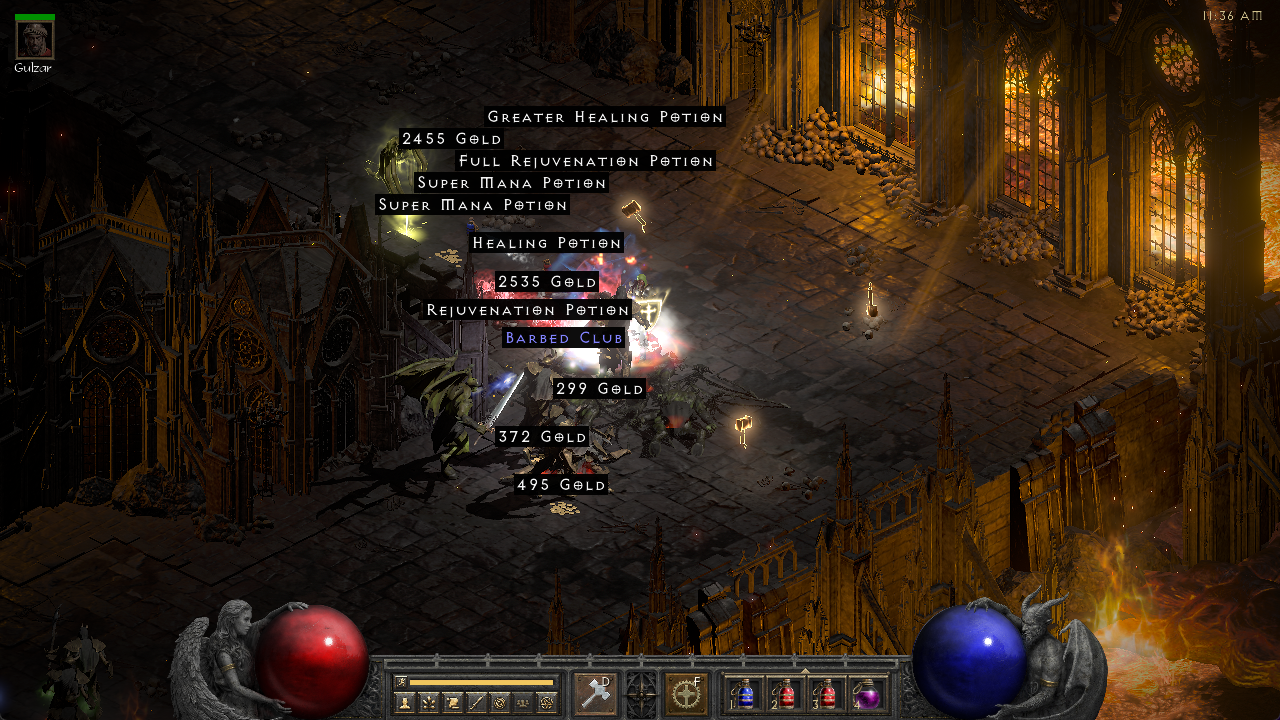 11:36 AM
Gulzar
Greater Healing Potion
2455 Gold
Full Rejuvenation Potion
Super Mana Potion
Super Mana Potion
Healing Potion
2535 Gold
Rejuvenation Potion
Barbed Club
299 Gold
372 Gold
495 Gold
D
F
1
2
3
4